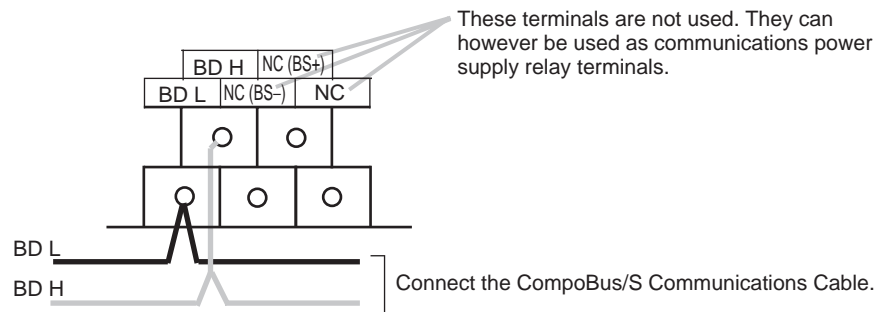 These terminals are not used. They can
however be used as communications power
supply relay terminals.
BD H NC (BS+)
BD L NC (BS–) NC
BD L
BD H
Connect the CompoBus/S Communications Cable.